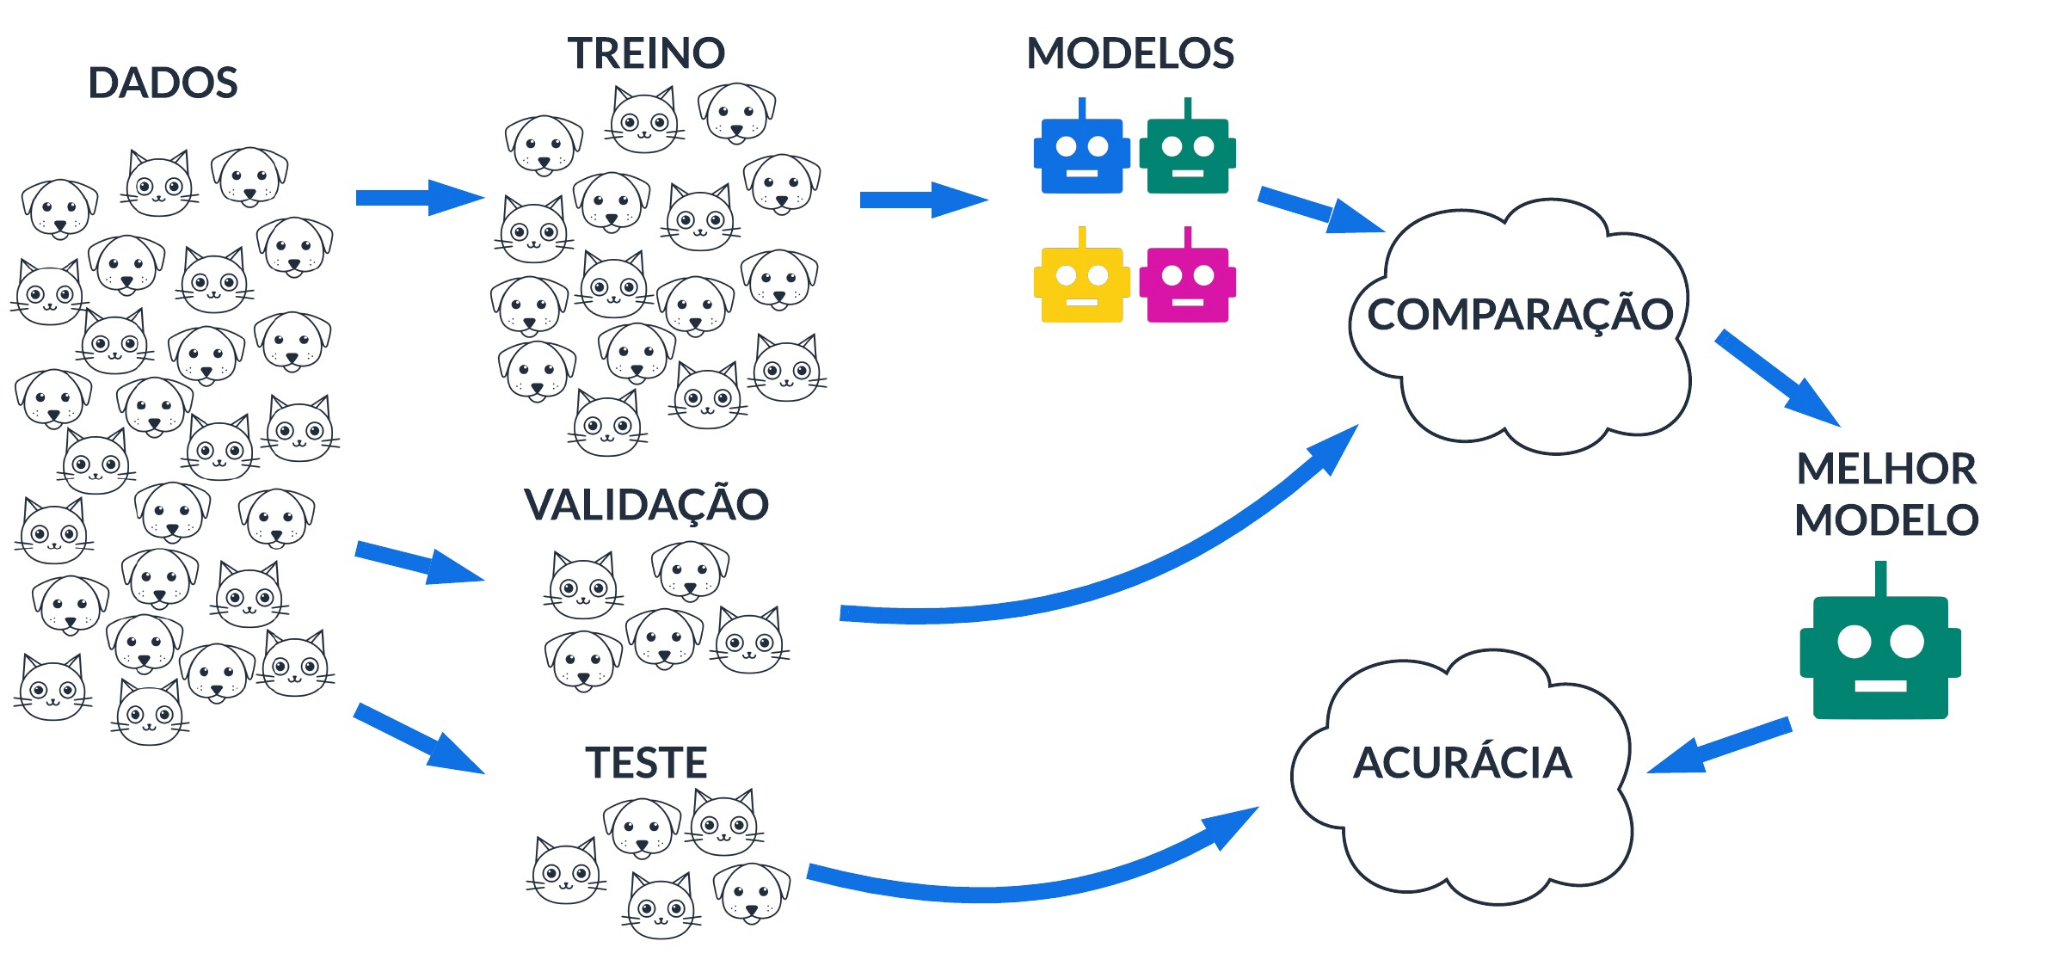 DADOS
TREINO
MODELOS
COMPARAÇÃO
MELHOR
MODELO
VALIDAÇÃO
TESTE
ACURÁCIA